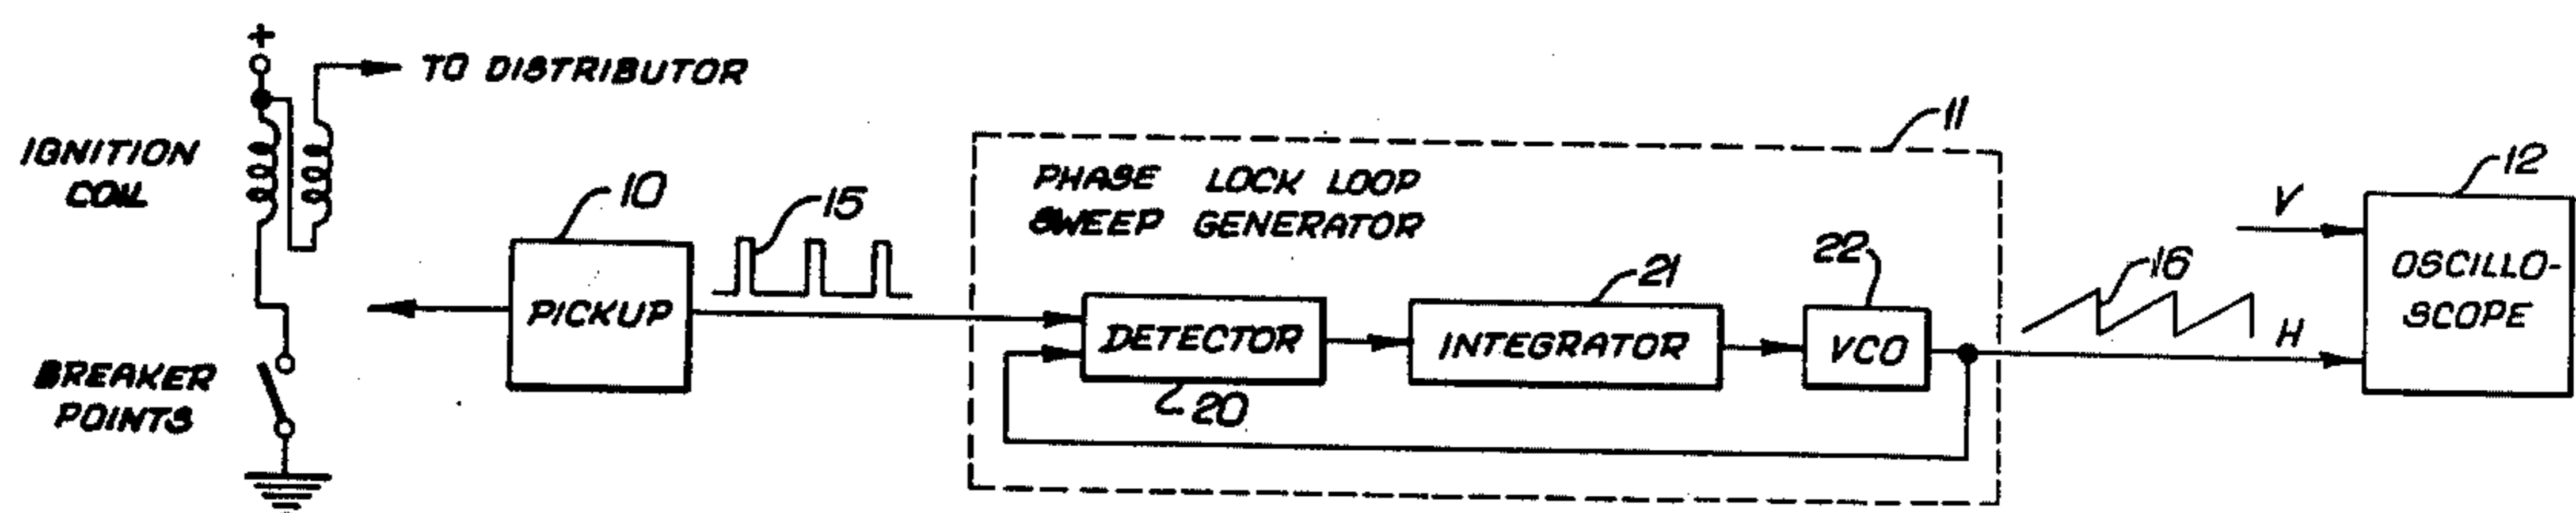 +
TO DISTRIBUTOR
IGNITION
COIL
BREAKER
POINTS
10
PICKUP
15
11
PHASE LOCK LOOP
SWEEP GENERATOR
DETECTOR
20
INTEGRATOR
21
VCO
22
16
V
H
12
OSCILLO-
SCOPE